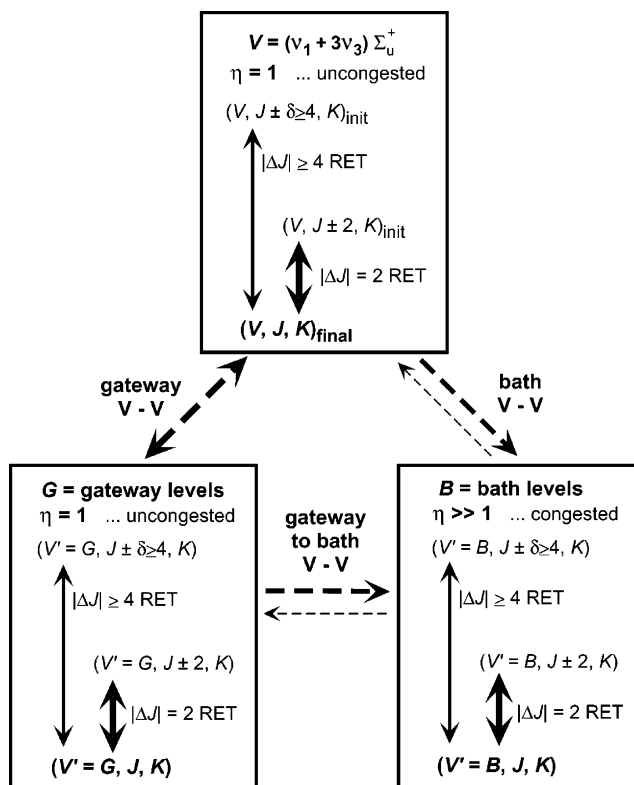 V = (ν₁ + 3ν₃) Σᵤ⁺
η = 1 ... uncongested
(V, J ± δ≥4, K)init
|ΔJ| ≥ 4 RET
(V, J ± 2, K)init
|ΔJ| = 2 RET
(V, J, K)final
gateway
V - V
bath
V - V
G = gateway levels
η = 1 ... uncongested
(V' = G, J ± δ≥4, K)
|ΔJ| ≥ 4 RET
(V' = G, J ± 2, K)
|ΔJ| = 2 RET
(V' = G, J, K)
gateway
to bath
V - V
B = bath levels
η >> 1 ... congested
(V' = B, J ± δ≥4, K)
|ΔJ| ≥ 4 RET
(V' = B, J ± 2, K)
|ΔJ| = 2 RET
(V' = B, J, K)